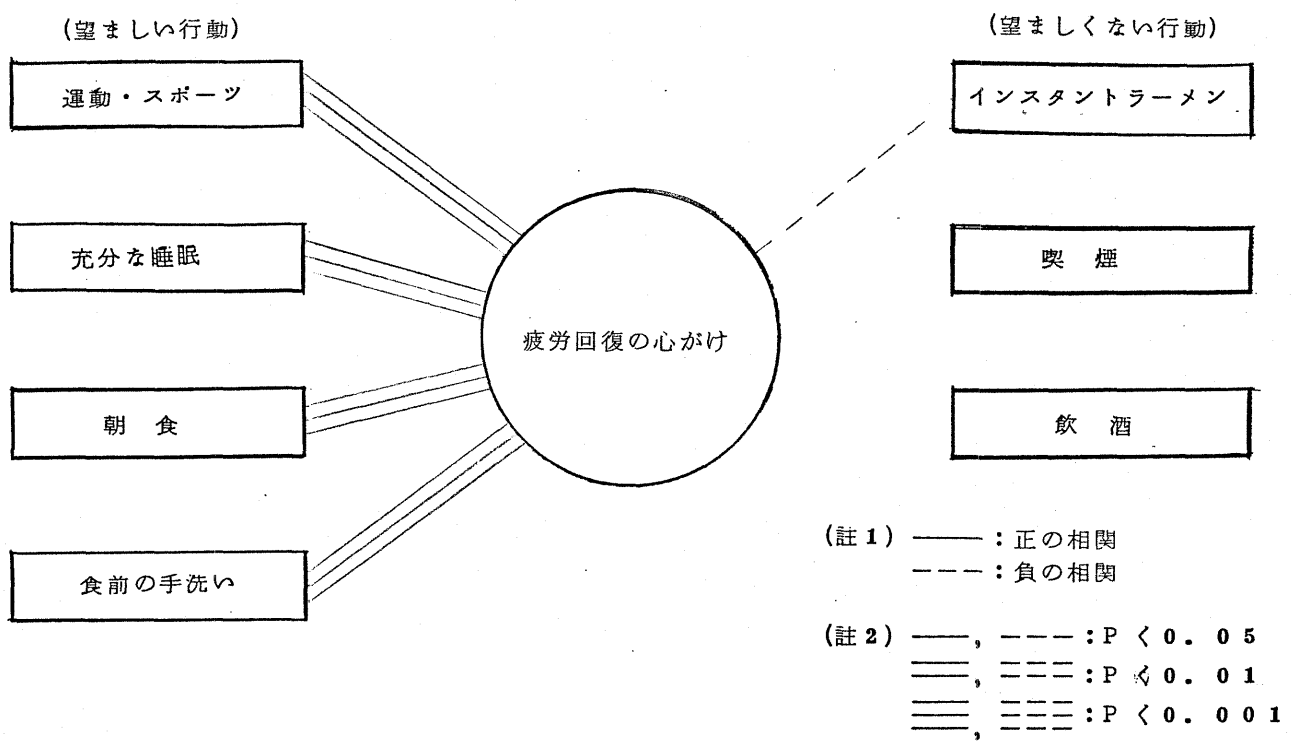 (望ましい行動)
運動・スポーツ
充分な睡眠
朝 食
食前の手洗い
疲労回復の心がけ
(望ましくない行動)
インスタントラーメン
喫 煙
飲 酒
(註1) ——— : 正の相関
--- : 負の相関
(註2) ——, --- : P < 0. 05
, : P < 0. 01
, : P < 0. 001